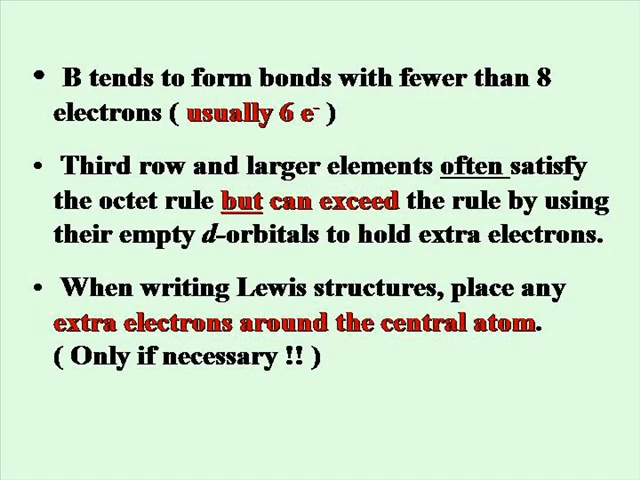 • B tends to form bonds with fewer than 8
electrons ( usually 6 e⁻ )
• Third row and larger elements often satisfy
the octet rule but can exceed the rule by using
their empty d-orbitals to hold extra electrons.
• When writing Lewis structures, place any
extra electrons around the central atom.
( Only if necessary !! )